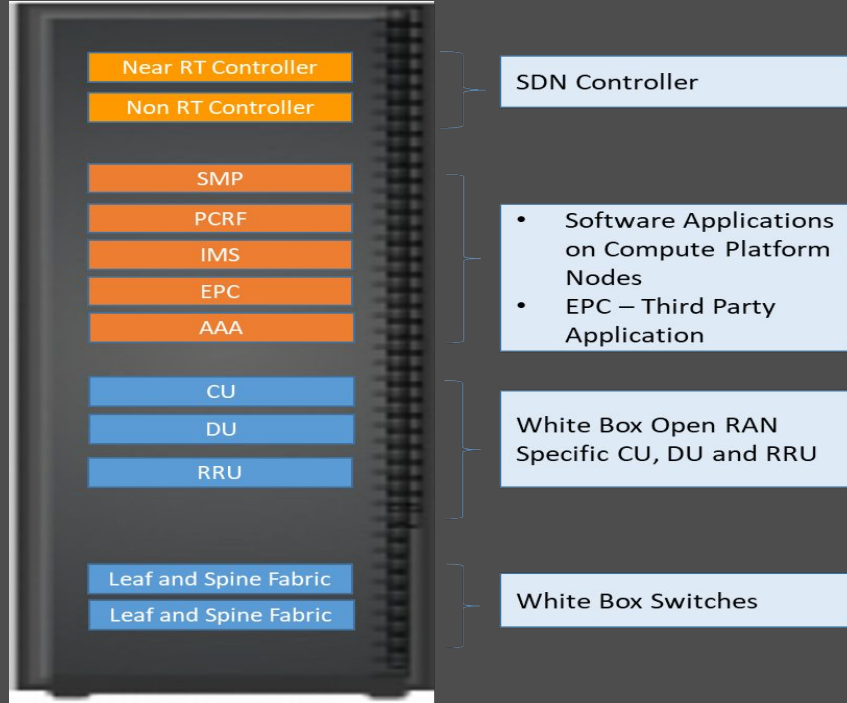 Near RT Controller
Non RT Controller
SDN Controller
SMP
PCRF
IMS
EPC
AAA
• Software Applications
on Compute Platform
Nodes
• EPC – Third Party
Application
CU
DU
RRU
White Box Open RAN
Specific CU, DU and RRU
Leaf and Spine Fabric
Leaf and Spine Fabric
White Box Switches